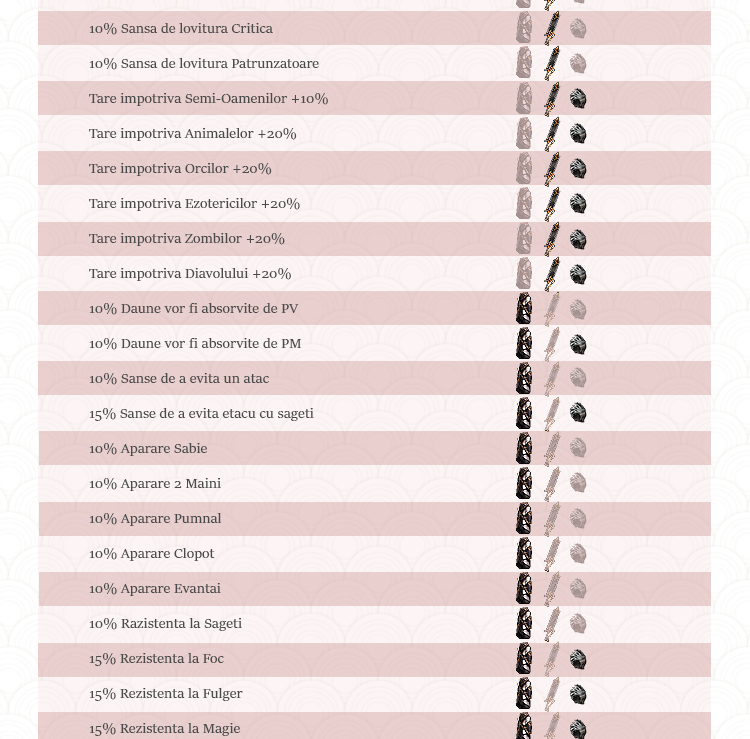 10% Sansa de lovitura Critica
10% Sansa de lovitura Patrunzatoare
Tare impotriva Semi-Oamenilor +10%
Tare impotriva Animalelor +20%
Tare impotriva Orcilor +20%
Tare impotriva Ezotericilor +20%
Tare impotriva Zombilor +20%
Tare impotriva Diavolului +20%
10% Daune vor fi absorvite de PV
10% Daune vor fi absorvite de PM
10% Sanse de a evita un atac
15% Sanse de a evita etacu cu sageti
10% Aparare Sabie
10% Aparare 2 Maini
10% Aparare Pumnal
10% Aparare Clopot
10% Aparare Evantai
10% Razistenta la Sageti
15% Rezistenta la Foc
15% Rezistenta la Fulger
15% Rezistenta la Magie